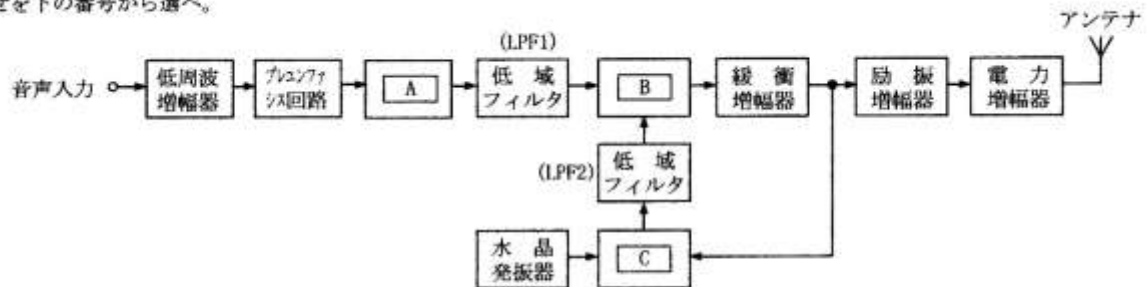 せを下の番号から選べ。
アンテナ
(LPF1)
音声入力
低周波
増幅器
プレエンファ
シス回路
A
低域
フィルタ
B
緩衝
増幅器
励振
増幅器
電力
増幅器
(LPF2)
低域
フィルタ
水晶
発振器
C